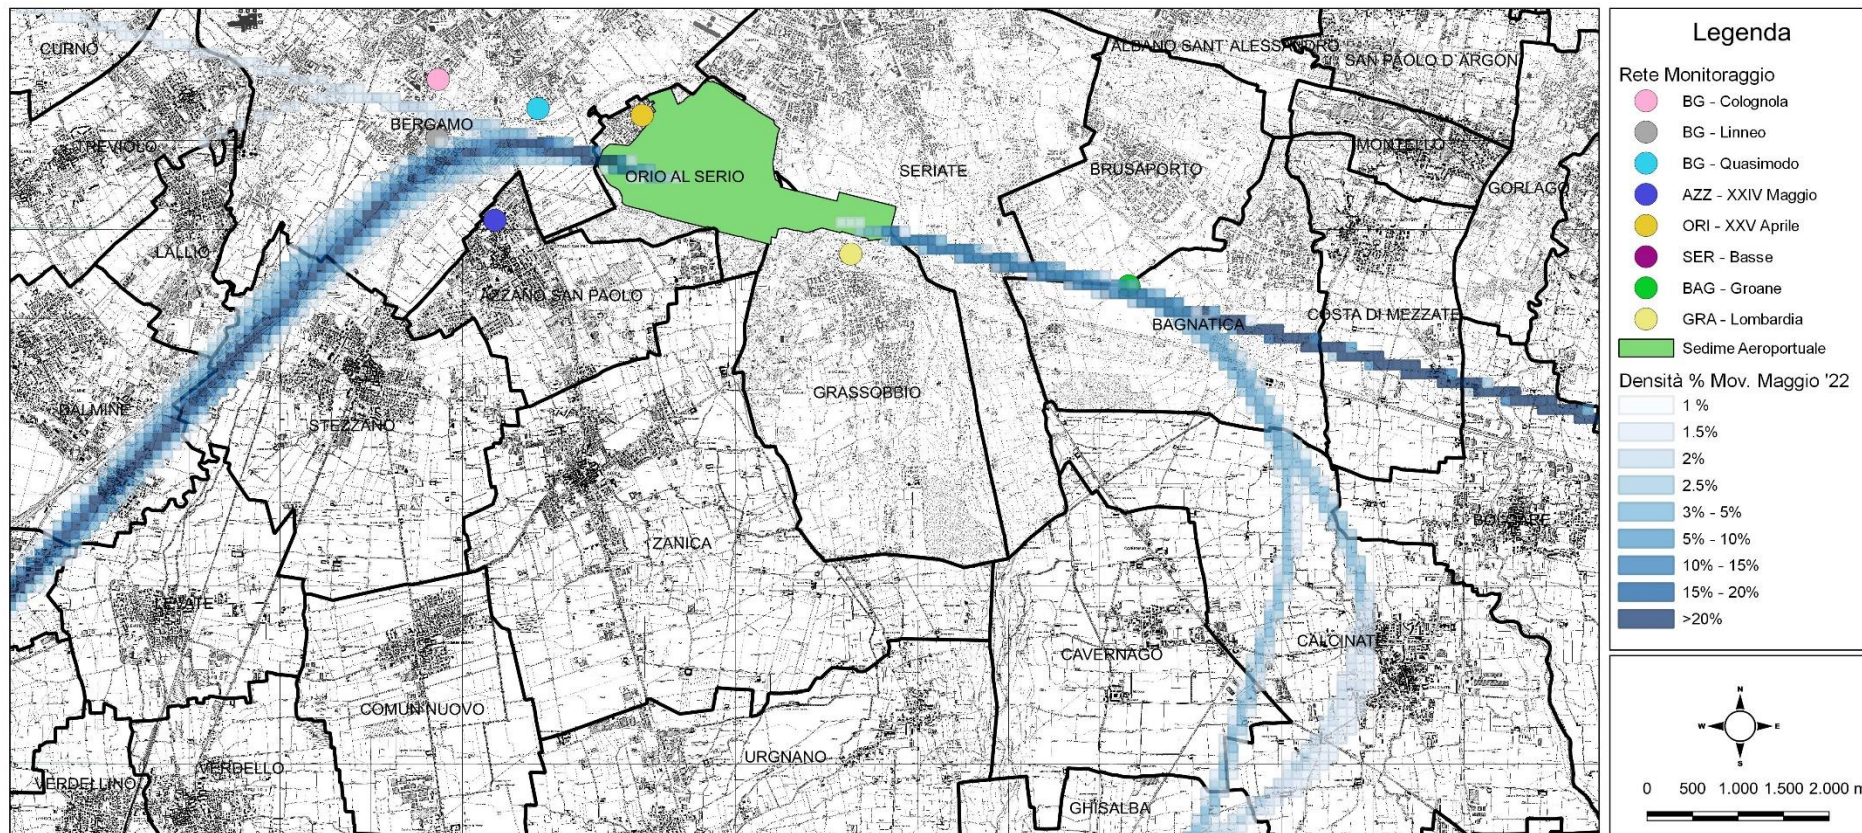 CURNO
BERGAMO
TREVIOLO
LALLIO
DALMINE
STEZZANO
LEVATE
VERDELLINO
VERDELLO
COMUN NUOVO
AZZANO SAN PAOLO
ORIO AL SERIO
ZANICA
URGNANO
GRASSOBBIO
SERIATE
ALBANO SANT'ALESSANDRO
SAN PAOLO D'ARGON
BRUSAPORTO
MONTELLO
GORLAGO
BAGNATICA
COSTA DI MEZZATE
BOLGARE
CALCINATE
CAVERNAGO
GHISALBA
Legenda
Rete Monitoraggio
BG - Colognola
BG - Linneo
BG - Quasimodo
AZZ - XXIV Maggio
ORI - XXV Aprile
SER - Basse
BAG - Groane
GRA - Lombardia
Sedime Aeroportuale
Densità % Mov. Maggio '22
1 %
1.5%
2%
2.5%
3% - 5%
5% - 10%
10% - 15%
15% - 20%
>20%
N
W E
S
0 500 1.000 1.500 2.000 m